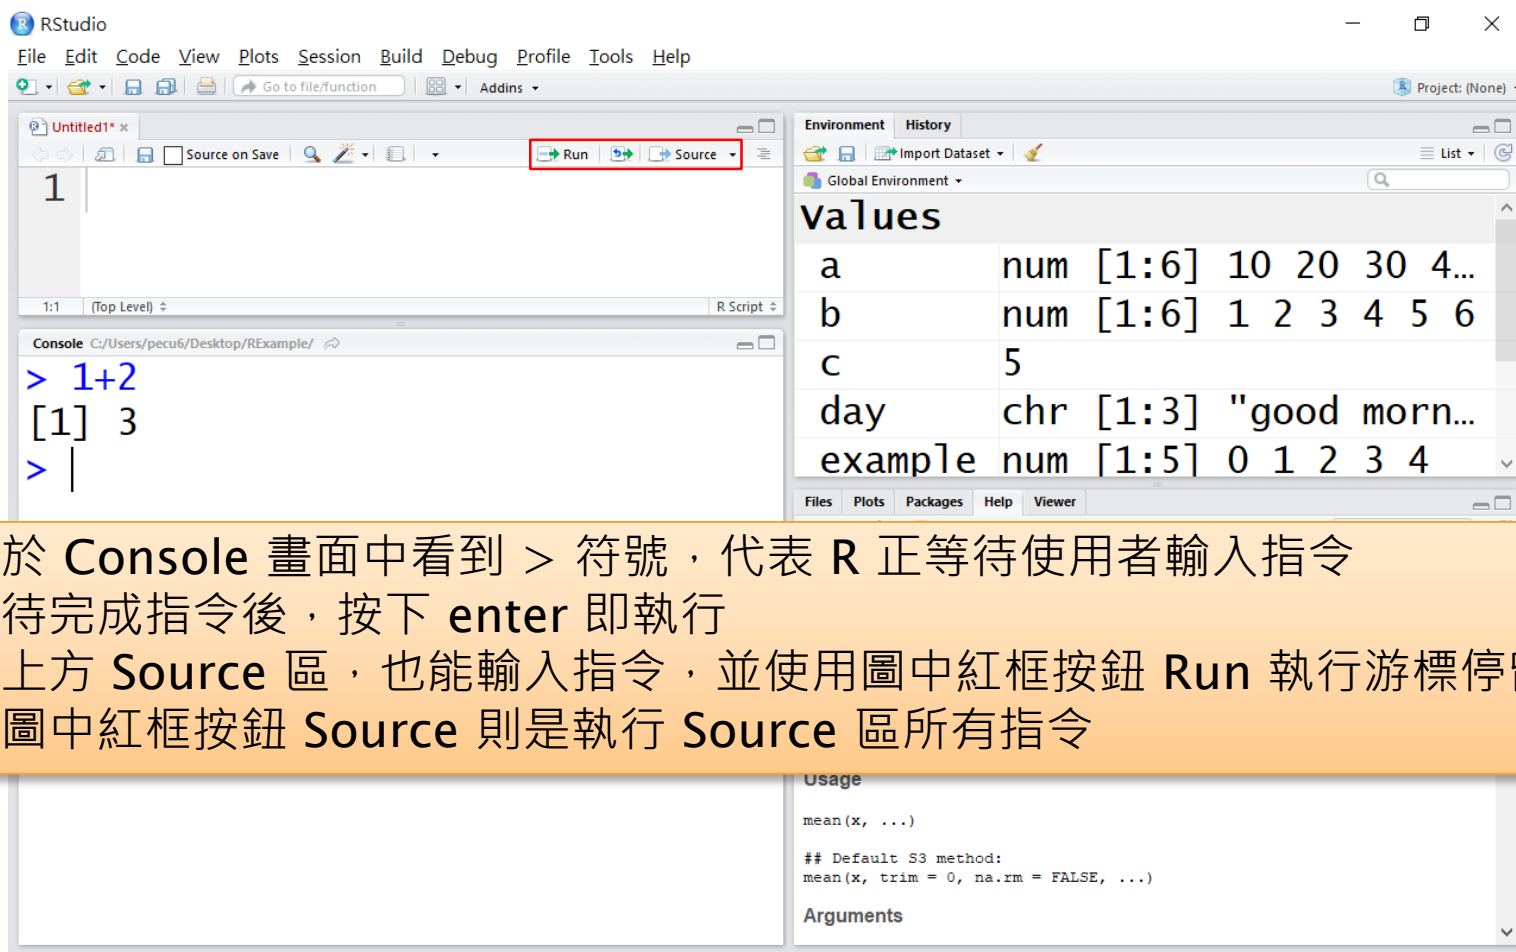 RStudio
File Edit Code View Plots Session Build Debug Profile Tools Help
Go to file/function Addins Project: (None)
Untitled1*
Source on Save Run Source
1
1:1 (Top Level) R Script
Console C:/Users/pecu6/Desktop/RExample/
> 1+2
[1] 3
>
Environment History
Import Dataset List
Global Environment
Values
a num [1:6] 10 20 30 4...
b num [1:6] 1 2 3 4 5 6
c 5
day chr [1:3] "good morn...
example num [1:5] 0 1 2 3 4
Files Plots Packages Help Viewer
於 Console 畫面中看到 > 符號，代表 R 正等待使用者輸入指令
待完成指令後，按下 enter 即執行
上方 Source 區，也能輸入指令，並使用圖中紅框按鈕 Run 執行游標停
圖中紅框按鈕 Source 則是執行 Source 區所有指令
Usage
mean(x, ...)
## Default S3 method:
mean(x, trim = 0, na.rm = FALSE, ...)
Arguments